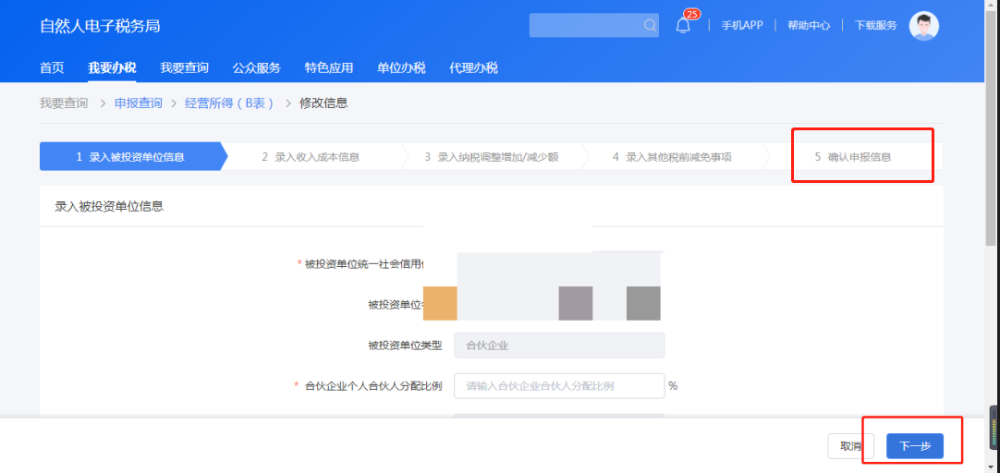 自然人电子税务局
25
手机APP 帮助中心 下载服务
首页 我要办税 我要查询 公众服务 特色应用 单位办税 代理办税
我要查询 > 申报查询 > 经营所得（B表） > 修改信息
1 录入被投资单位信息 2 录入收入成本信息 3 录入纳税调整增加/减少额 4 录入其他税前减免事项 5 确认申报信息
录入被投资单位信息
* 被投资单位统一社会信用
被投资单位
被投资单位类型 合伙企业
* 合伙企业个人合伙人分配比例 请输入合伙企业合伙人分配比例 %
取消 下一步